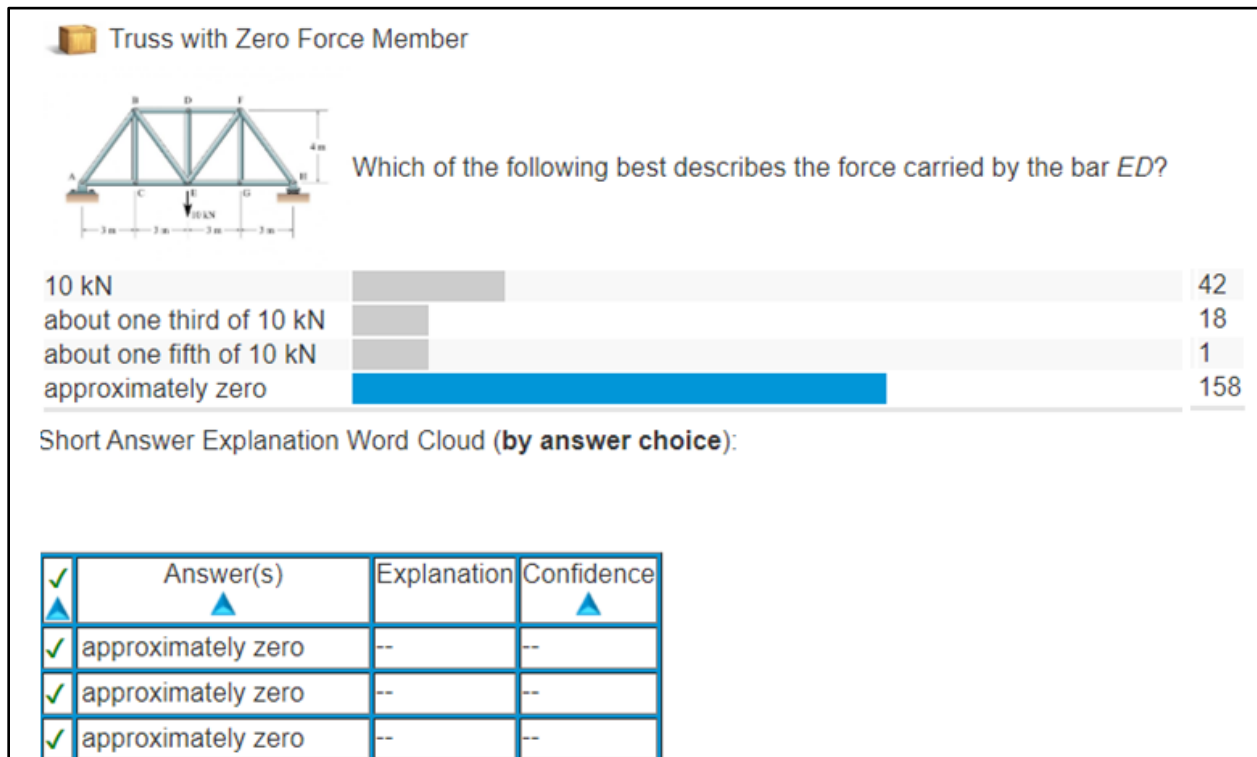 Truss with Zero Force Member
B D F
4 m
A H
C E G
10 kN
3 m 3 m 3 m 3 m
Which of the following best describes the force carried by the bar ED?
10 kN 42
about one third of 10 kN 18
about one fifth of 10 kN 1
approximately zero 158
Short Answer Explanation Word Cloud (by answer choice):
✓ Answer(s) Explanation Confidence
✓ approximately zero -- --
✓ approximately zero -- --
✓ approximately zero -- --